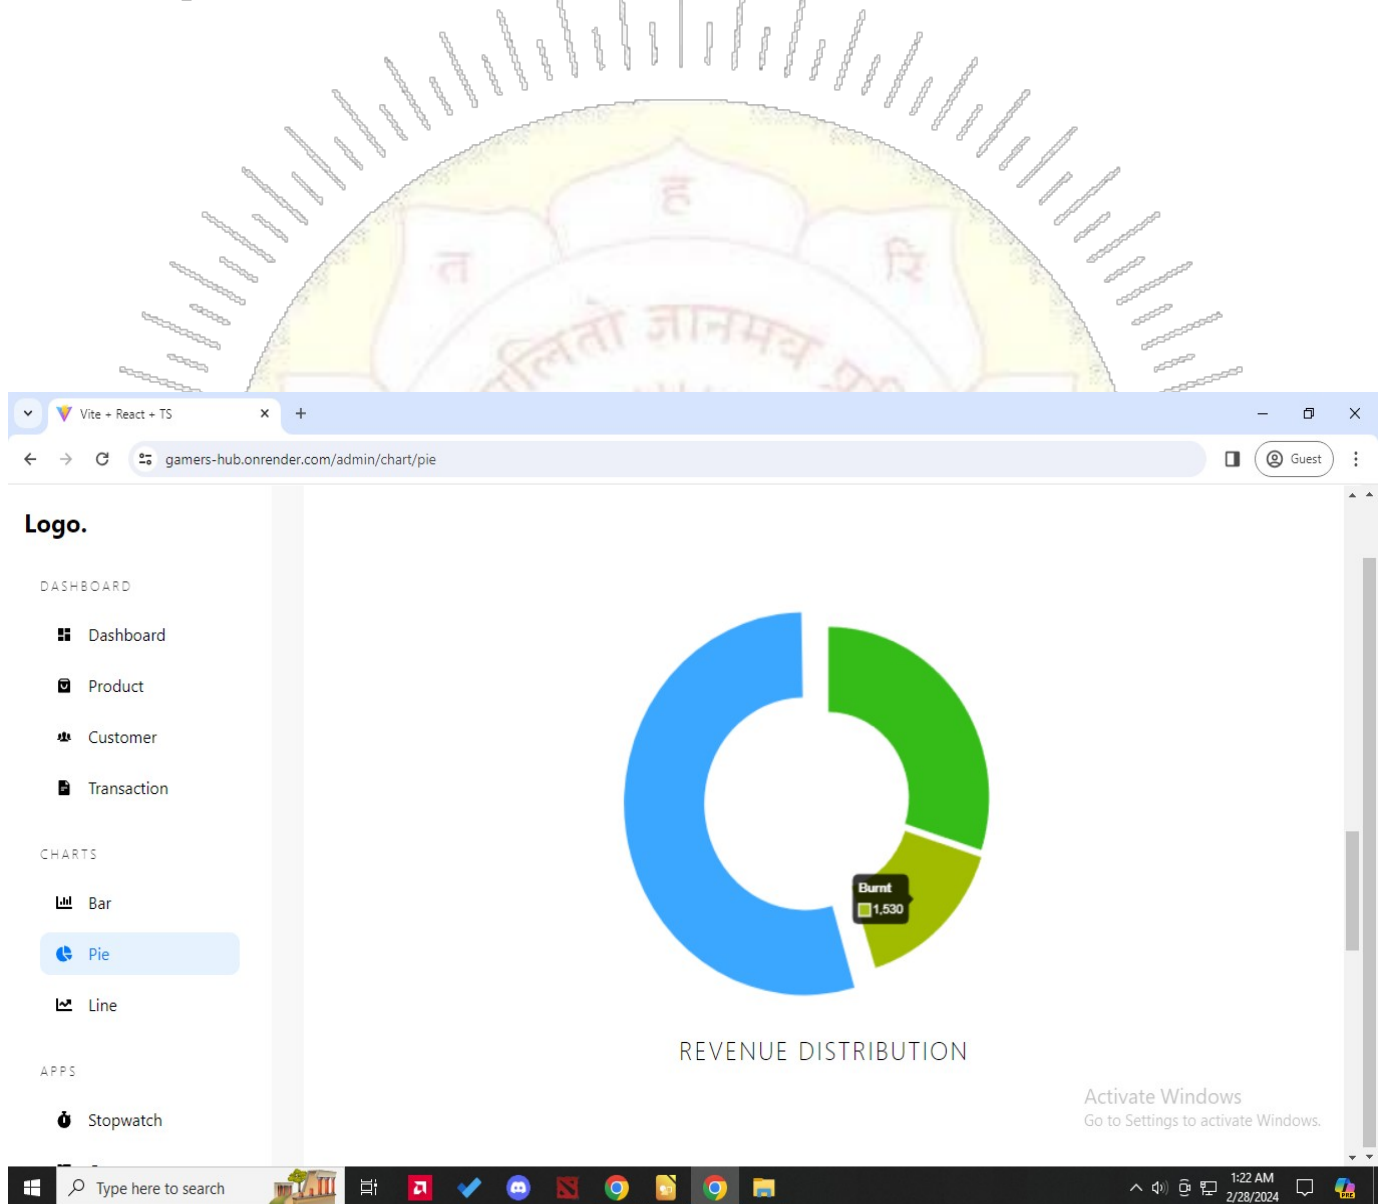 ह
त
रि
ज्ञानमय
Vite + React + TS
gamers-hub.onrender.com/admin/chart/pie
Guest
Logo.
DASHBOARD
Dashboard
Product
Customer
Transaction
CHARTS
Bar
Pie
Line
APPS
Stopwatch
Burnt
1,530
REVENUE DISTRIBUTION
Activate Windows
Go to Settings to activate Windows.
Type here to search
1:22 AM
2/28/2024
PRE